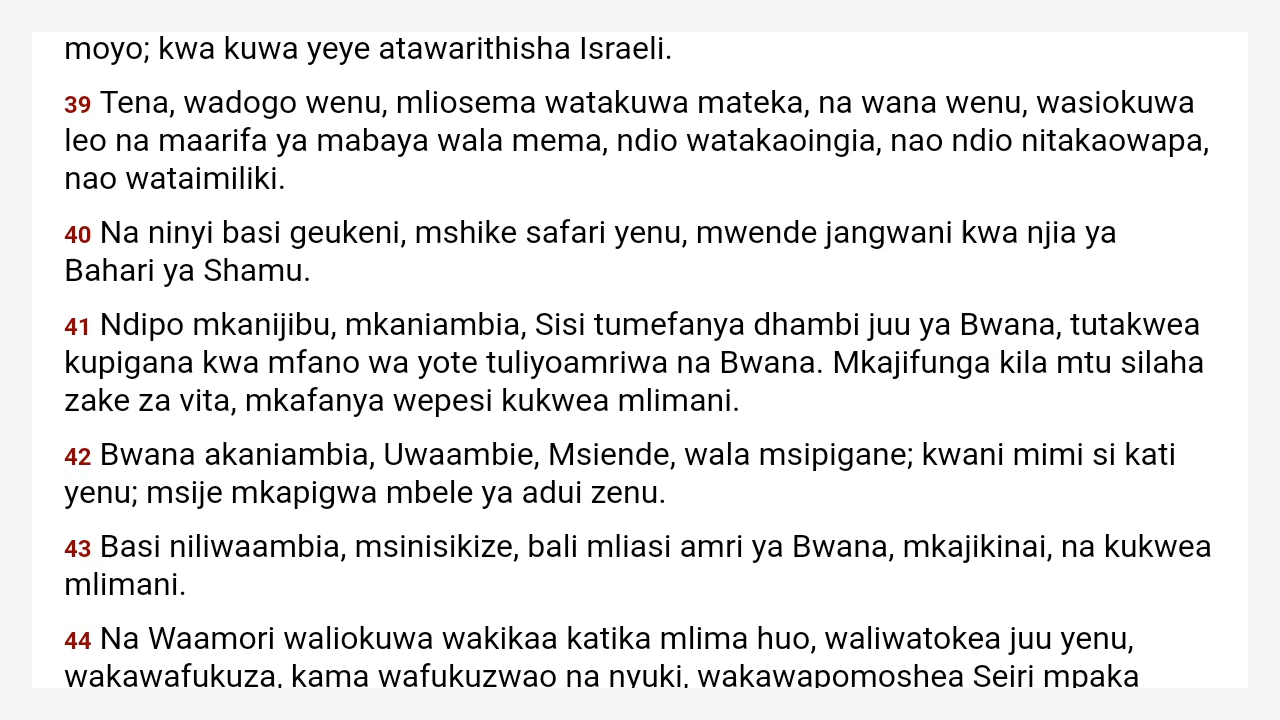 moyo; kwa kuwa yeye atawarithisha Israeli.
39 Tena, wadogo wenu, mliosema watakuwa mateka, na wana wenu, wasiokuwa
leo na maarifa ya mabaya wala mema, ndio watakaoingia, nao ndio nitakaowapa,
nao wataimiliki.
40 Na ninyi basi geukeni, mshike safari yenu, mwende jangwani kwa njia ya
Bahari ya Shamu.
41 Ndipo mkanijibu, mkaniambia, Sisi tumefanya dhambi juu ya Bwana, tutakwea
kupigana kwa mfano wa yote tuliyoamriwa na Bwana. Mkajifunga kila mtu silaha
zake za vita, mkafanya wepesi kukwea mlimani.
42 Bwana akaniambia, Uwaambie, Msiende, wala msipigane; kwani mimi si kati
yenu; msije mkapigwa mbele ya adui zenu.
43 Basi niliwaambia, msinisikize, bali mliasi amri ya Bwana, mkajikinai, na kukwea
mlimani.
44 Na Waamori waliokuwa wakikaa katika mlima huo, waliwatokea juu yenu,
wakawafukuza, kama wafukuzwao na nyuki, wakawapomoshea Seiri mpaka